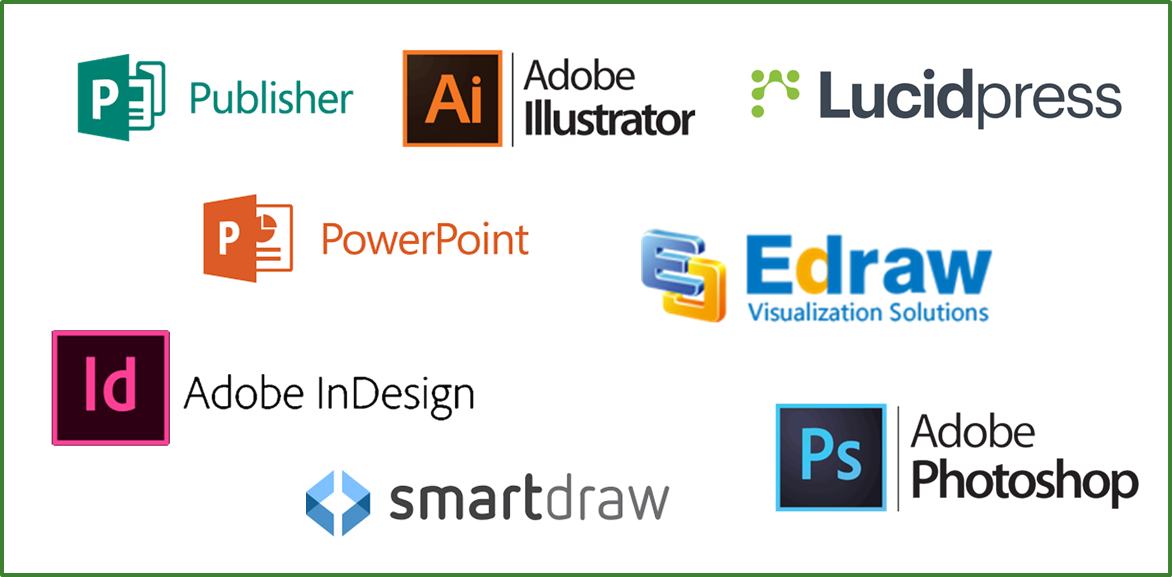 P Publisher
Ai Adobe
Illustrator
Lucidpress
P PowerPoint
Edraw
Visualization Solutions
Id Adobe InDesign
Ps Adobe
Photoshop
smartdraw